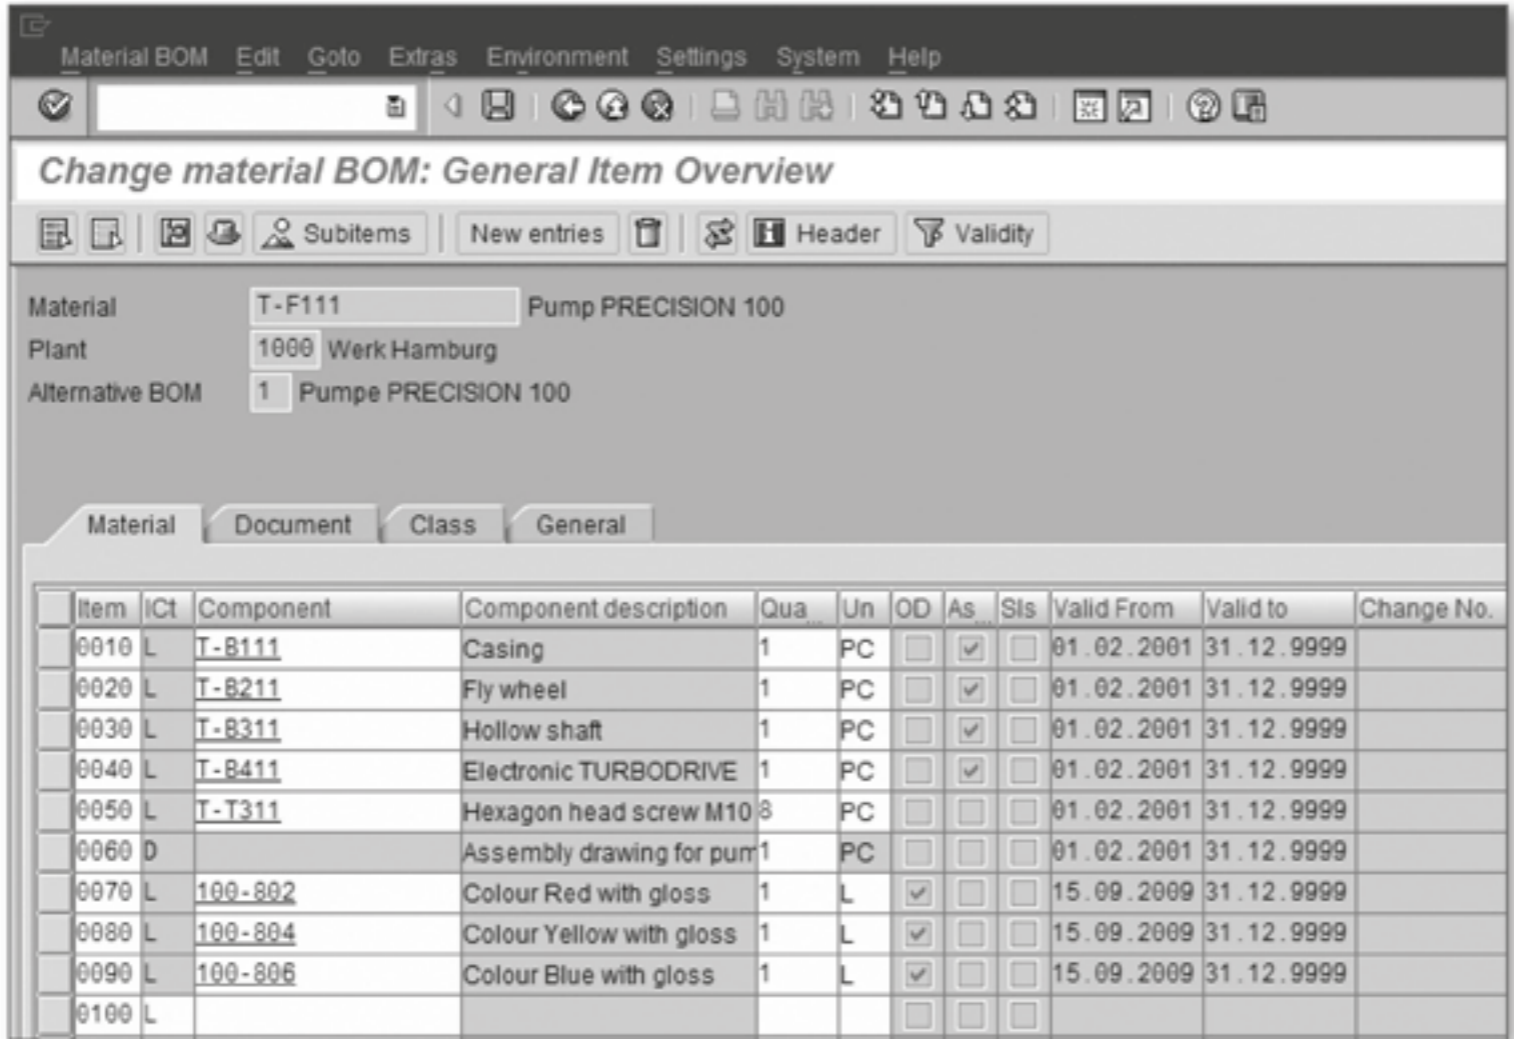 Material BOM Edit Goto Extras Environment Settings System Help
Change material BOM: General Item Overview
Subitems New entries Header Validity
Material T-F111 Pump PRECISION 100
Plant 1000 Werk Hamburg
Alternative BOM 1 Pumpe PRECISION 100
Material Document Class General
Item ICt Component Component description Qua... Un OD As... SIs Valid From Valid to Change No.
0010 L T-B111 Casing 1 PC 01.02.2001 31.12.9999
0020 L T-B211 Fly wheel 1 PC 01.02.2001 31.12.9999
0030 L T-B311 Hollow shaft 1 PC 01.02.2001 31.12.9999
0040 L T-B411 Electronic TURBODRIVE 1 PC 01.02.2001 31.12.9999
0050 L T-T311 Hexagon head screw M10 8 PC 01.02.2001 31.12.9999
0060 D Assembly drawing for pum 1 PC 01.02.2001 31.12.9999
0070 L 100-802 Colour Red with gloss 1 L 15.09.2009 31.12.9999
0080 L 100-804 Colour Yellow with gloss 1 L 15.09.2009 31.12.9999
0090 L 100-806 Colour Blue with gloss 1 L 15.09.2009 31.12.9999
0100 L